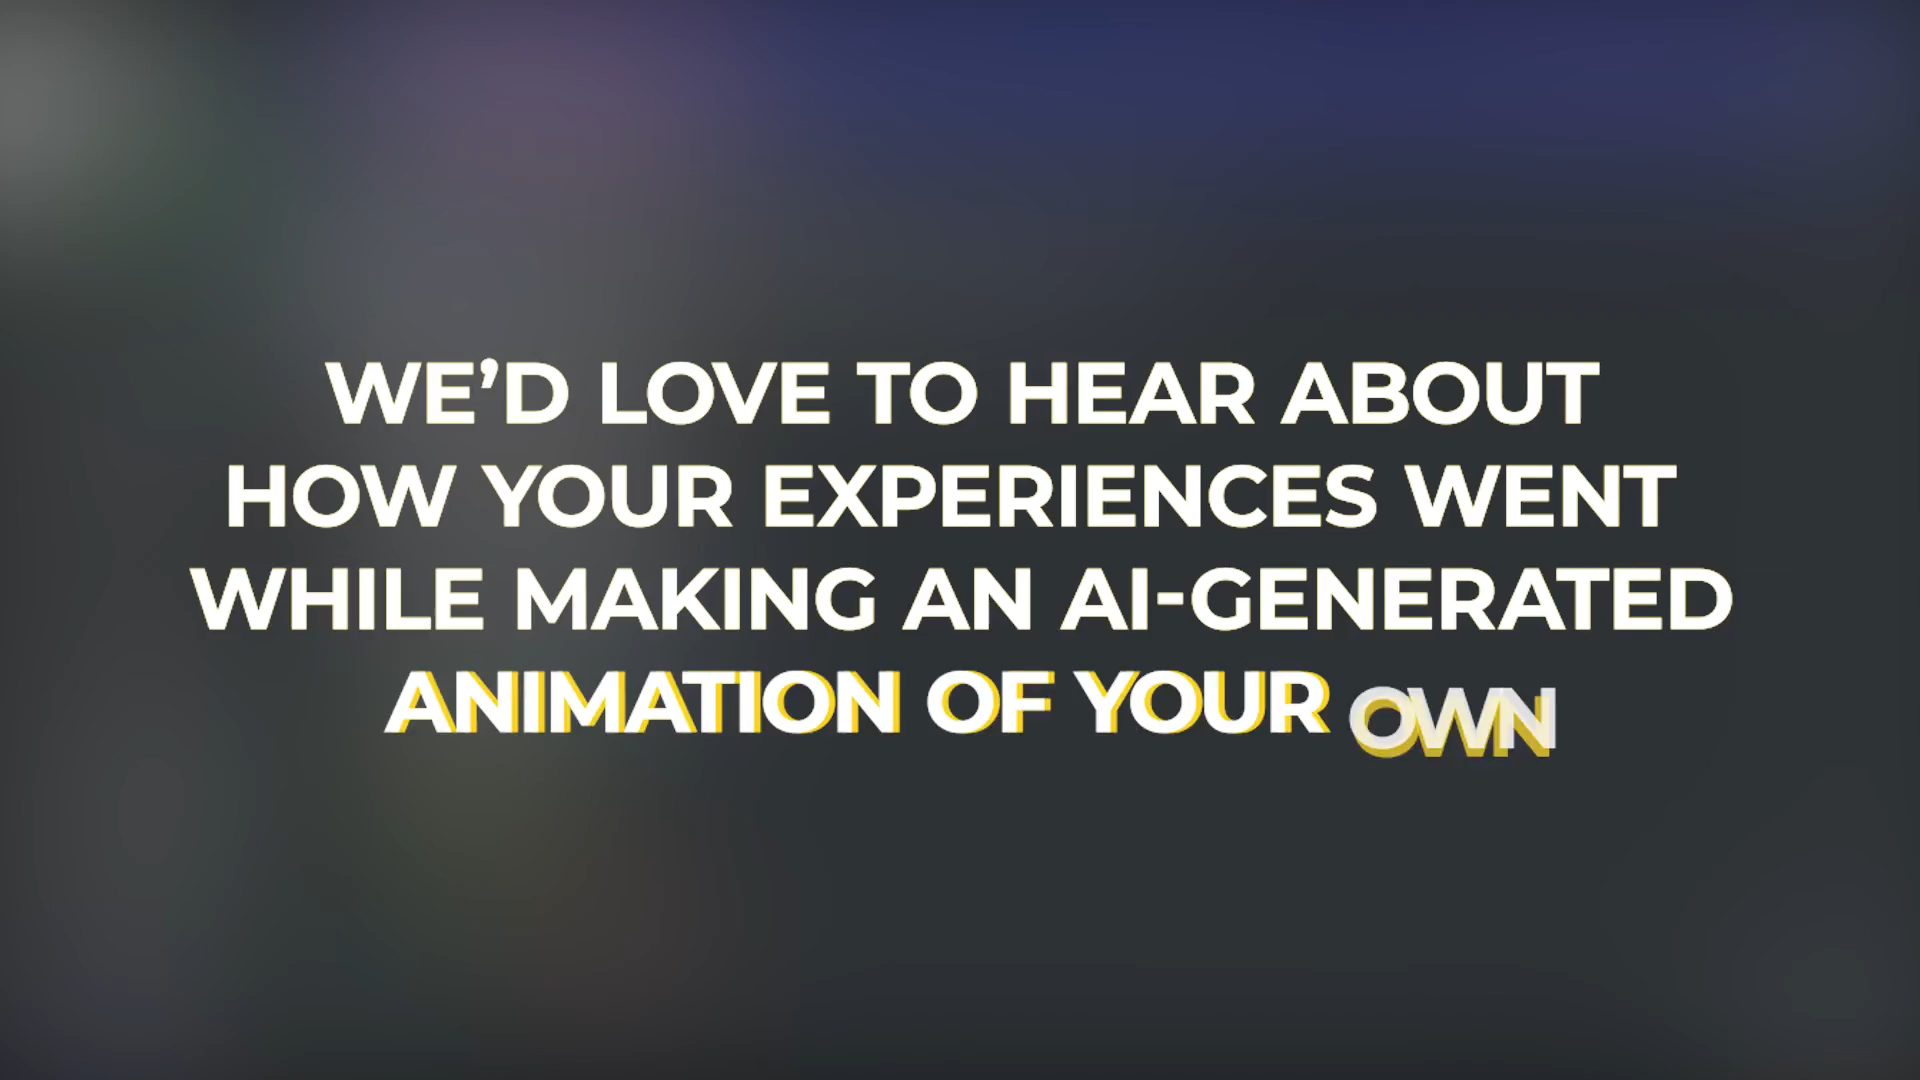 WE’D LOVE TO HEAR ABOUT
HOW YOUR EXPERIENCES WENT
WHILE MAKING AN AI-GENERATED
ANIMATION OF YOUR OWN